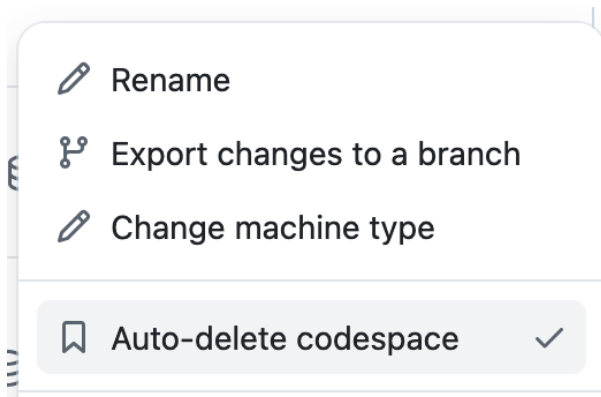 Rename
Export changes to a branch
Change machine type
Auto-delete codespace